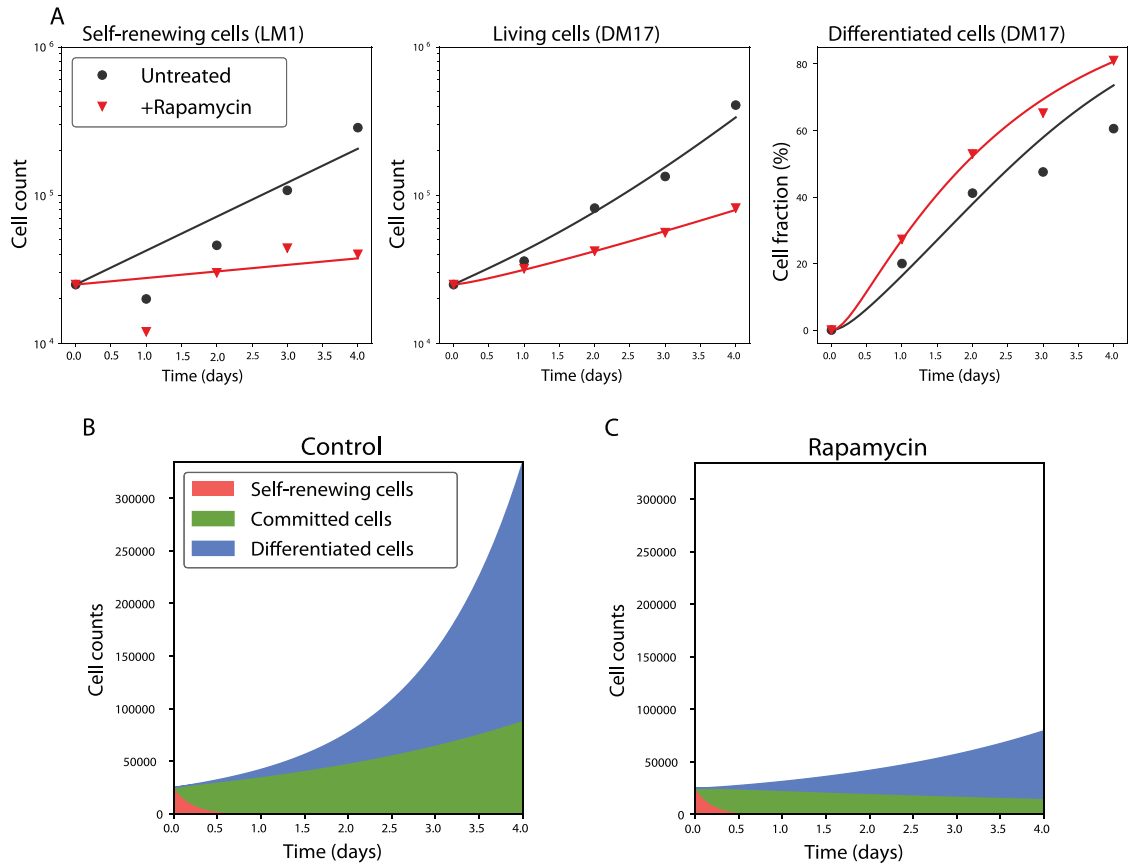 A
Self-renewing cells (LM1)
Living cells (DM17)
Differentiated cells (DM17)
Untreated
+Rapamycin
10^6
10^5
10^4
Cell count
0.0 0.5 1.0 1.5 2.0 2.5 3.0 3.5 4.0
Time (days)
10^6
10^5
10^4
Cell count
0.0 0.5 1.0 1.5 2.0 2.5 3.0 3.5 4.0
Time (days)
80
60
40
20
0
Cell fraction (%)
0.0 0.5 1.0 1.5 2.0 2.5 3.0 3.5 4.0
Time (days)
B
Control
Self-renewing cells
Committed cells
Differentiated cells
300000
250000
200000
150000
100000
50000
0
Cell counts
0.0 0.5 1.0 1.5 2.0 2.5 3.0 3.5 4.0
Time (days)
C
Rapamycin
300000
250000
200000
150000
100000
50000
0
Cell counts
0.0 0.5 1.0 1.5 2.0 2.5 3.0 3.5 4.0
Time (days)